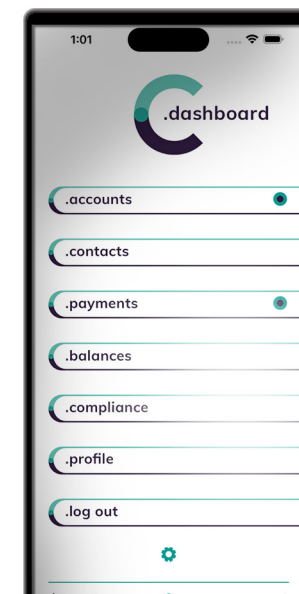 1:01
.dashboard
.accounts
.contacts
.payments
.balances
.compliance
.profile
.log out